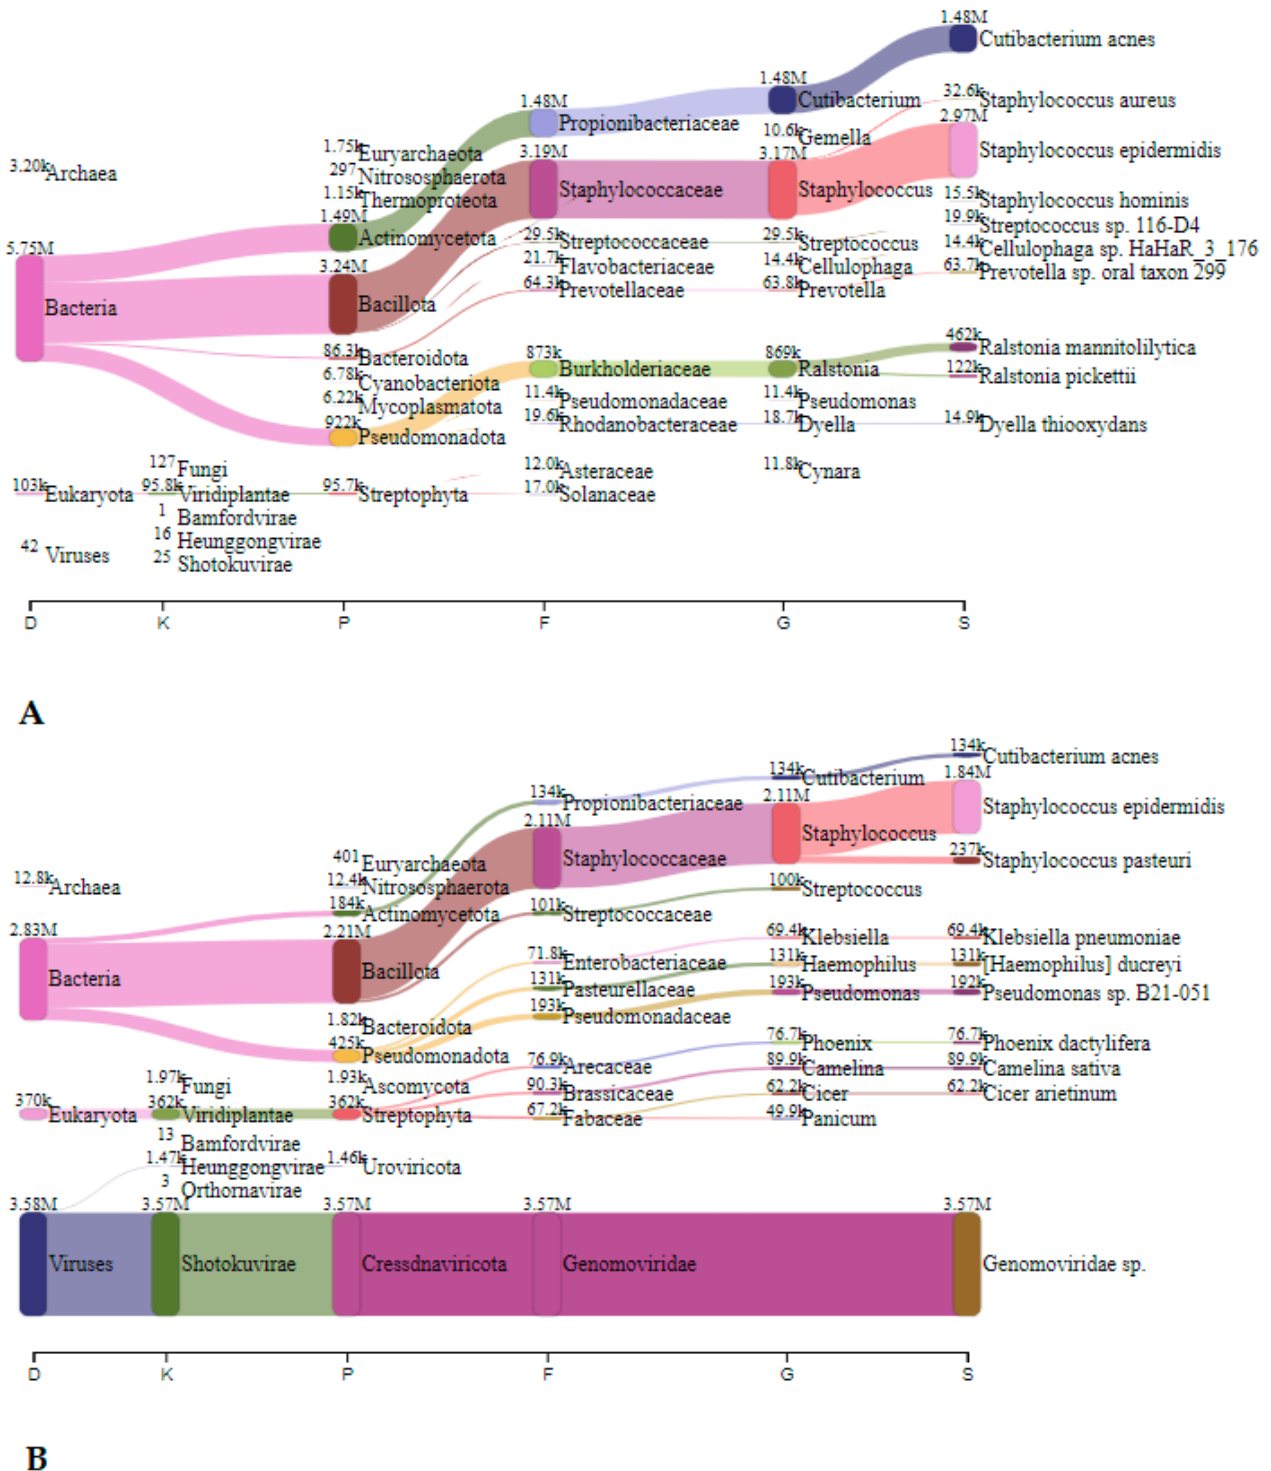 1.48M
Cutibacterium acnes
1.48M
Cutibacterium
32.6k Staphylococcus aureus
1.48M
Propionibacteriaceae
10.6k Gemella
2.97M
Staphylococcus epidermidis
1.75k Euryarchaeota
3.19M
3.17M
3.20k Archaea
297 Nitrososphaerota
Staphylococcaceae
Staphylococcus
1.15k Thermoproteota
15.5k Staphylococcus hominis
1.49M
Actinomycetota
19.9k Streptococcus sp. 116-D4
5.75M
29.5k Streptococcaceae
29.5k Streptococcus
14.4k Cellulophaga sp. HaHaR_3_176
3.24M
21.7k Flavobacteriaceae
14.4k Cellulophaga
63.7k Prevotella sp. oral taxon 299
64.3k Prevotellaceae
63.8k Prevotella
Bacteria
Bacillota
462k Ralstonia mannitolilytica
86.3k Bacteroidota
873k Burkholderiaceae
869k Ralstonia
122k Ralstonia pickettii
6.78k Cyanobacteriota
11.4k Pseudomonadaceae
11.4k Pseudomonas
6.22k Mycoplasmatota
19.6k Rhodanobacteraceae
18.7k Dyella
14.9k Dyella thiooxydans
922k Pseudomonadota
127 Fungi
12.0k Asteraceae
11.8k Cynara
103k Eukaryota
95.8k Viridiplantae
95.7k Streptophyta
17.0k Solanaceae
1 Bamfordvirae
16 Heunggongvirae
42 Viruses
25 Shotokuvirae
D K P F G S
A
134k Cutibacterium acnes
134k Cutibacterium
1.84M
134k Propionibacteriaceae
2.11M
Staphylococcus epidermidis
2.11M
Staphylococcus
401 Euryarchaeota
Staphylococcaceae
237k Staphylococcus pasteuri
12.8k Archaea
12.4k Nitrososphaerota
100k Streptococcus
184k Actinomycetota
101k Streptococcaceae
2.83M
2.21M
69.4k Klebsiella
69.4k Klebsiella pneumoniae
Bacteria
Bacillota
71.8k Enterobacteriaceae
131k Haemophilus
131k [Haemophilus] ducreyi
131k Pasteurellaceae
193k Pseudomonas
192k Pseudomonas sp. B21-051
1.82k Bacteroidota
193k Pseudomonadaceae
425k Pseudomonadota
76.7k Phoenix
76.7k Phoenix dactylifera
76.9k Arecaceae
89.9k Camelina
89.9k Camelina sativa
1.97k Fungi
1.93k Ascomycota
90.3k Brassicaceae
62.2k Cicer
62.2k Cicer arietinum
370k Eukaryota
362k Viridiplantae
362k Streptophyta
67.2k Fabaceae
49.9k Panicum
13 Bamfordvirae
1.47k Heunggongvirae
1.46k Uroviricota
3 Orthornavirae
3.58M 3.57M 3.57M 3.57M 3.57M
Viruses Shotokuvirae Cressdnaviricota Genomoviridae Genomoviridae sp.
D K P F G S
B